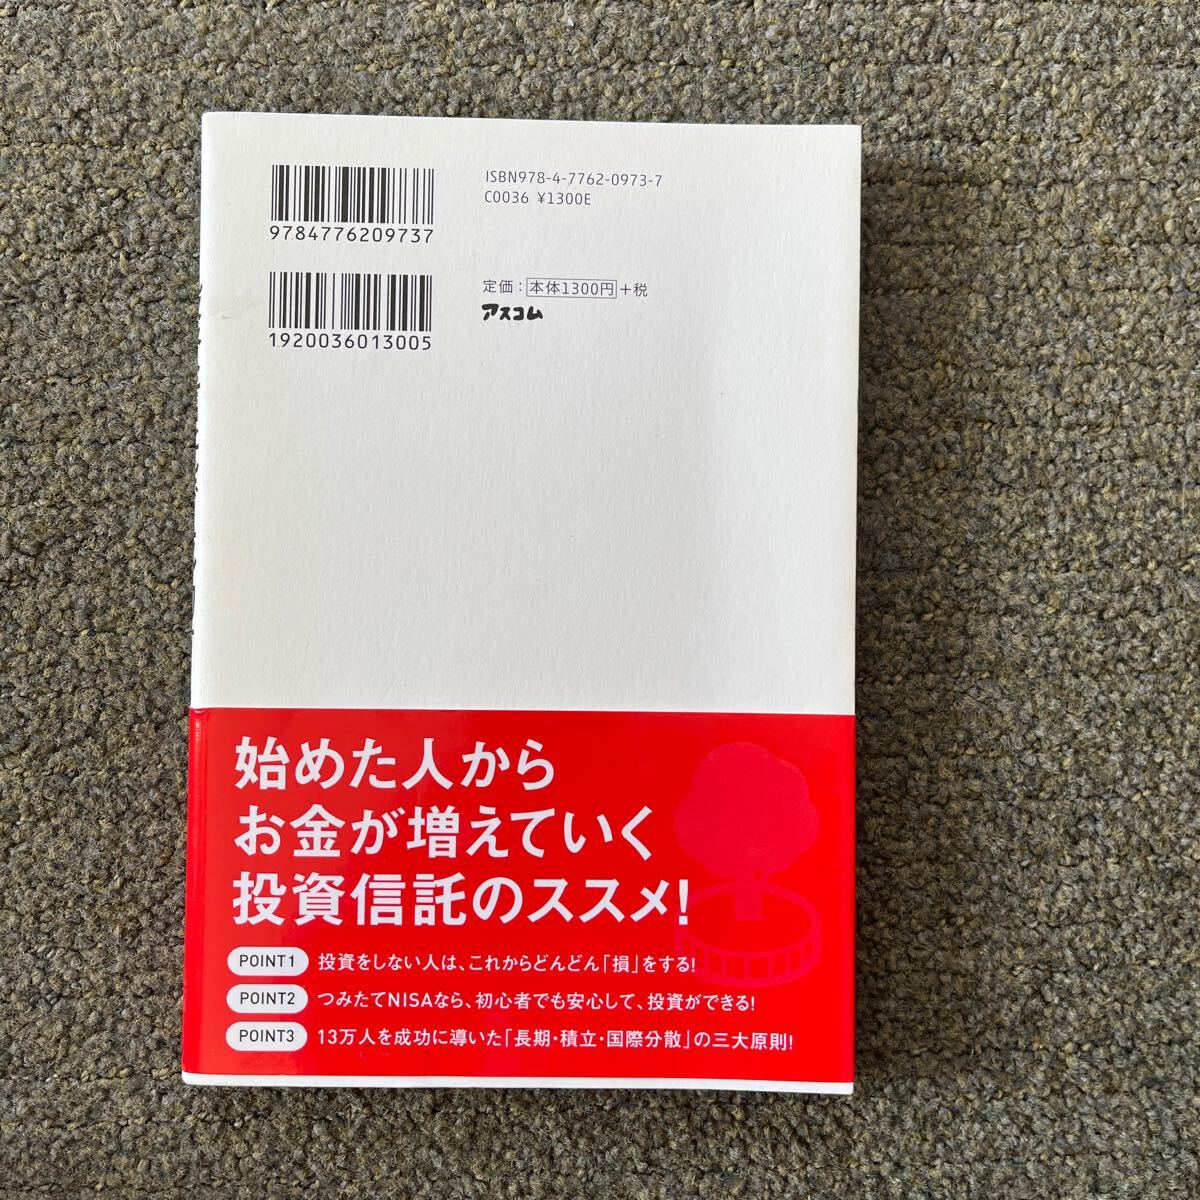 ISBN978-4-7762-0973-7
C0036 ¥1300E
9784776209737
定価：本体1300円+税
アスコム
1920036013005
始めた人から
お金が増えていく
投資信託のススメ!
POINT1 投資をしない人は、これからどんどん「損」をする!
POINT2 つみたてNISAなら、初心者でも安心して、投資ができる!
POINT3 13万人を成功に導いた「長期・積立・国際分散」の三大原則!